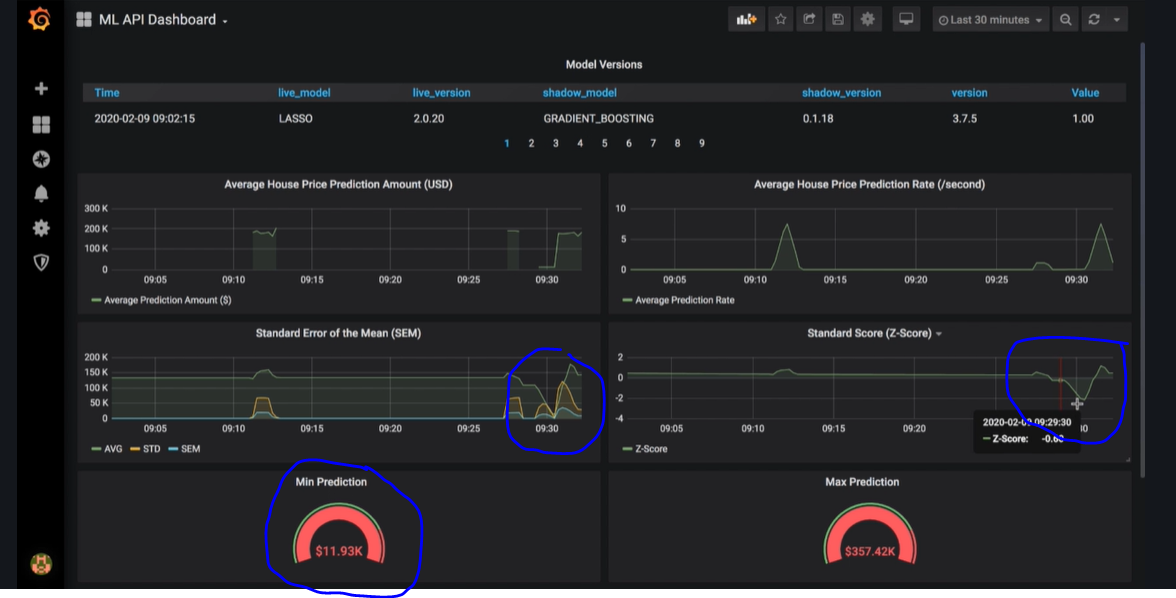 ML API Dashboard
Last 30 minutes
Model Versions
Time live_model live_version shadow_model shadow_version version Value
2020-02-09 09:02:15 LASSO 2.0.20 GRADIENT_BOOSTING 0.1.18 3.7.5 1.00
1 2 3 4 5 6 7 8 9
Average House Price Prediction Amount (USD)
300 K
200 K
100 K
0
09:05 09:10 09:15 09:20 09:25 09:30
Average Prediction Amount ($)
Average House Price Prediction Rate (/second)
10
5
0
09:05 09:10 09:15 09:20 09:25 09:30
Average Prediction Rate
Standard Error of the Mean (SEM)
200 K
150 K
100 K
50 K
0
09:05 09:10 09:15 09:20 09:25 09:30
AVG STD SEM
Standard Score (Z-Score)
2
0
-2
-4
09:05 09:10 09:15 09:20 30
2020-02-09 09:29:30
Z-Score:
Z-Score
Min Prediction
$11.93K
Max Prediction
$357.42K